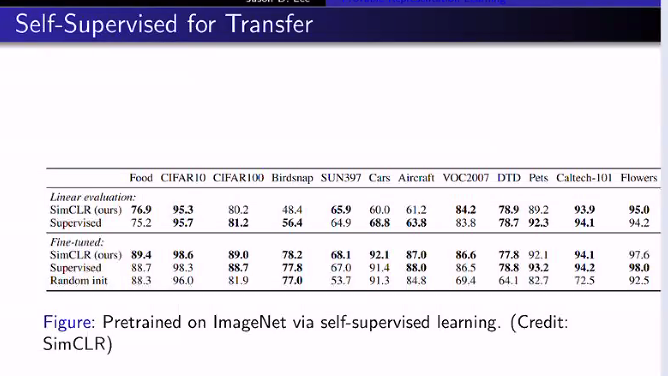 Self-Supervised for Transfer
Food CIFAR10 CIFAR100 Birdsnap SUN397 Cars Aircraft VOC2007 DTD Pets Caltech-101 Flowers
Linear evaluation:
SimCLR (ours) 76.9 95.3 80.2 48.4 65.9 60.0 61.2 84.2 78.9 89.2 93.9 95.0
Supervised 75.2 95.7 81.2 56.4 64.9 68.8 63.8 83.8 78.7 92.3 94.1 94.2
Fine-tuned:
SimCLR (ours) 89.4 98.6 89.0 78.2 68.1 92.1 87.0 86.6 77.8 92.1 94.1 97.6
Supervised 88.7 98.3 88.7 77.8 67.0 91.4 88.0 86.5 78.8 93.2 94.2 98.0
Random init 88.3 96.0 81.9 77.0 53.7 91.3 84.8 69.4 64.1 82.7 72.5 92.5
Figure: Pretrained on ImageNet via self-supervised learning. (Credit:
SimCLR)